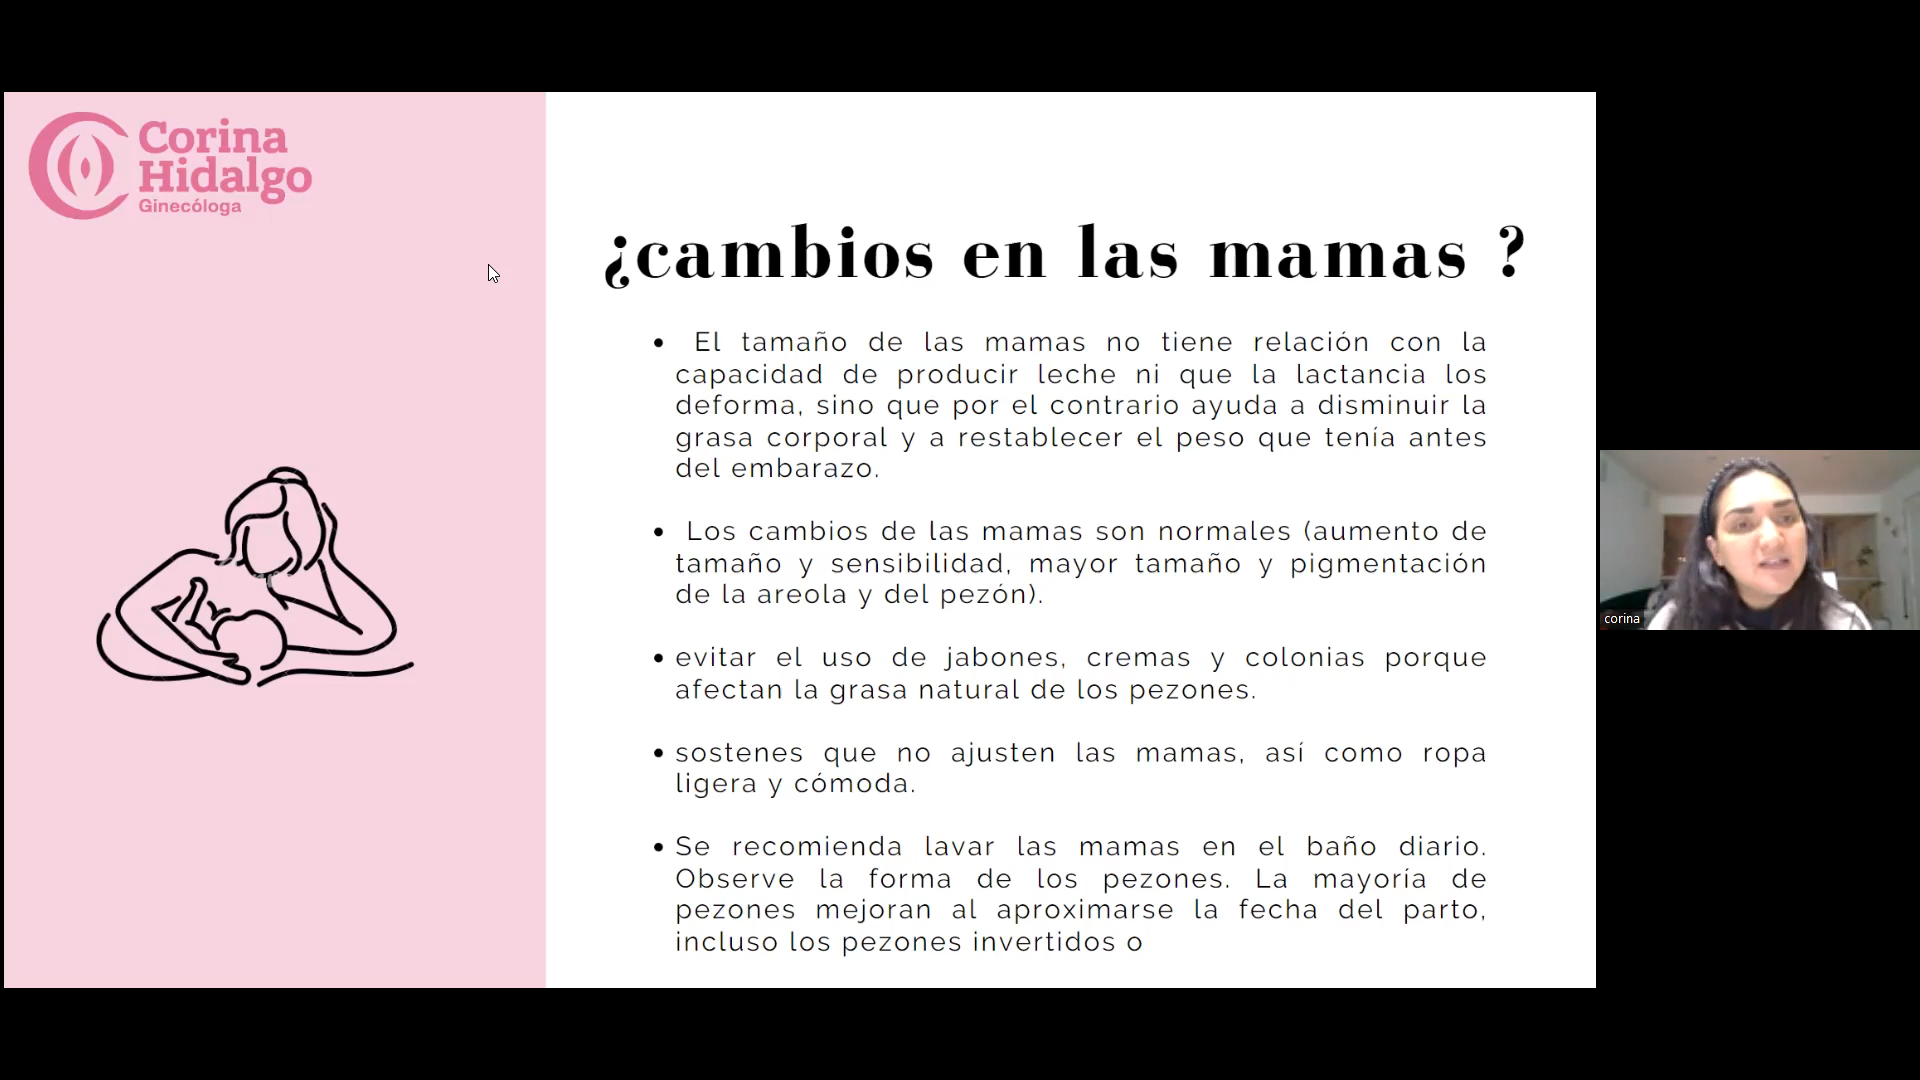 Corina
Hidalgo
Ginecóloga
¿cambios en las mamas ?
• El tamaño de las mamas no tiene relación con la
capacidad de producir leche ni que la lactancia los
deforma, sino que por el contrario ayuda a disminuir la
grasa corporal y a restablecer el peso que tenía antes
del embarazo.
• Los cambios de las mamas son normales (aumento de
tamaño y sensibilidad, mayor tamaño y pigmentación
de la areola y del pezón).
• evitar el uso de jabones, cremas y colonias porque
afectan la grasa natural de los pezones.
• sostenes que no ajusten las mamas, así como ropa
ligera y cómoda.
• Se recomienda lavar las mamas en el baño diario.
Observe la forma de los pezones. La mayoría de
pezones mejoran al aproximarse la fecha del parto,
incluso los pezones invertidos o
corina